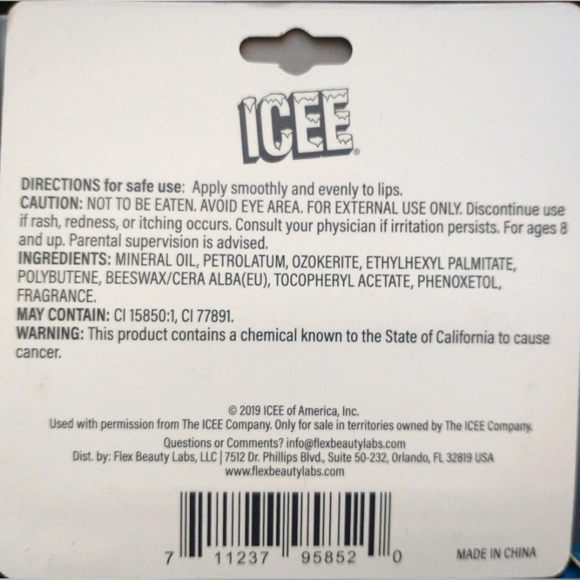 ICEE
DIRECTIONS for safe use: Apply smoothly and evenly to lips.
CAUTION: NOT TO BE EATEN. AVOID EYE AREA. FOR EXTERNAL USE ONLY. Discontinue use
if rash, redness, or itching occurs. Consult your physician if irritation persists. For ages 8
and up. Parental supervision is advised.
INGREDIENTS: MINERAL OIL, PETROLATUM, OZOKERITE, ETHYLHEXYL PALMITATE,
POLYBUTENE, BEESWAX/CERA ALBA(EU), TOCOPHERYL ACETATE, PHENOXETOL,
FRAGRANCE.
MAY CONTAIN: CI 15850:1, CI 77891.
WARNING: This product contains a chemical known to the State of California to cause
cancer.
© 2019 ICEE of America, Inc.
Used with permission from The ICEE Company. Only for sale in territories owned by The ICEE Company.
Questions or Comments? info@flexbeautylabs.com
Dist. by: Flex Beauty Labs, LLC | 7512 Dr. Phillips Blvd., Suite 50-232, Orlando, FL 32819 USA
www.flexbeautylabs.com
7 11237 95852 0
MADE IN CHINA